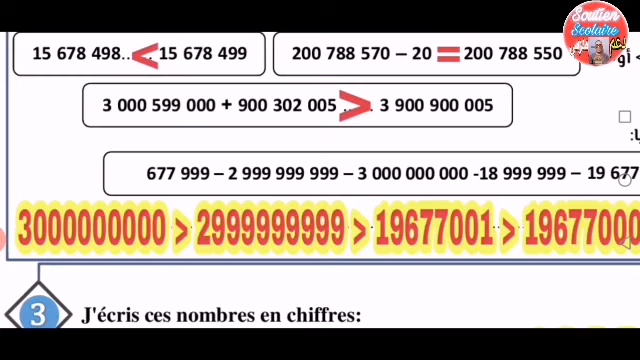 Soutien
Scolaire
15 678 498...< 15 678 499
200 788 570 – 20 = 200 788 550
3 000 599 000 + 900 302 005 ..>.. 3 900 900 005
677 999 – 2 999 999 999 – 3 000 000 000 -18 999 999 – 19 677
3000000000 > 2999999999 > 19677001 > 19677000
3 J'écris ces nombres en chiffres: